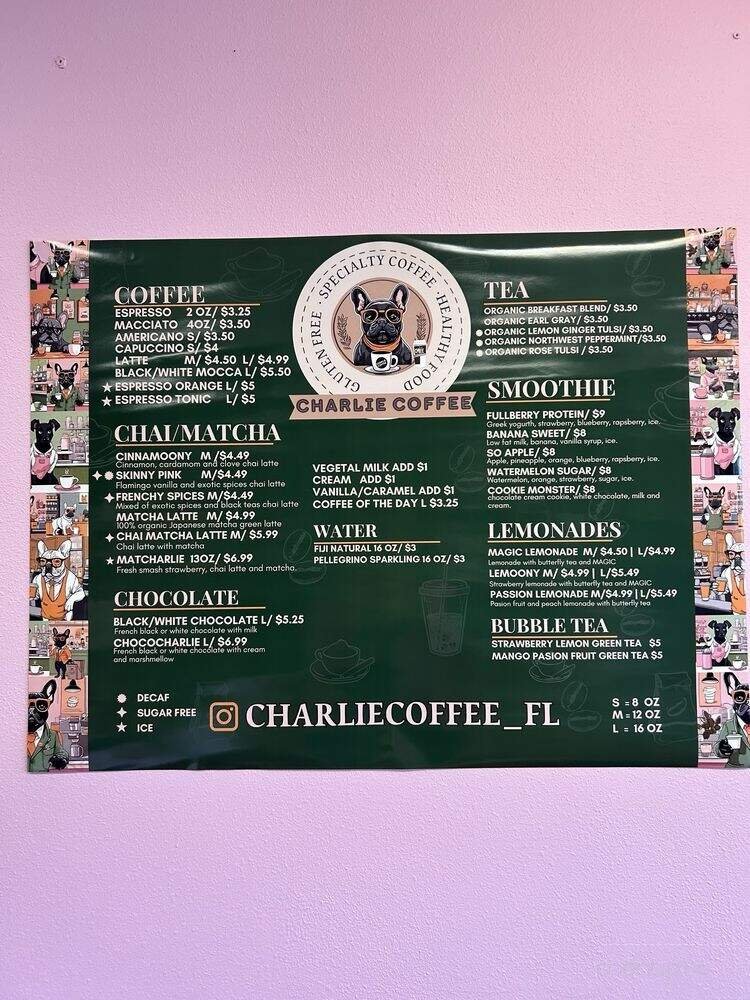 GLUTEN FREE · SPECIALTY COFFEE · HEALTHY FOOD
CHARLIE COFFEE
COFFEE
ESPRESSO 2 OZ/ $3.25
MACCIATO 4OZ/ $3.50
AMERICANO S/ $3.50
CAPUCCINO S/ $4
LATTE M/ $4.50 L/ $4.99
BLACK/WHITE MOCCA L/ $5.50
★ ESPRESSO ORANGE L/ $5
★ ESPRESSO TONIC L/ $5
CHAI/MATCHA
CINNAMOONY M/$4.49
Cinnamon, cardamom and clove chai latte
SKINNY PINK M/$4.49
Flamingo vanilla and exotic spices chai latte
FRENCHY SPICES M/$4.49
Mixed of exotic spices and black teas chai latte
MATCHA LATTE M/ $4.99
100% organic Japanese matcha green latte
CHAI MATCHA LATTE M/ $5.99
Chai latte with matcha
★ MATCHARLIE 13OZ/ $6.99
Fresh smash strawberry, chai latte and matcha.
CHOCOLATE
BLACK/WHITE CHOCOLATE L/ $5.25
French black or white chocolate with milk
CHOCOCHARLIE L/ $6.99
French black or white chocolate with cream
and marshmellow
VEGETAL MILK ADD $1
CREAM ADD $1
VANILLA/CARAMEL ADD $1
COFFEE OF THE DAY L $3.25
WATER
FIJI NATURAL 16 OZ/ $3
PELLEGRINO SPARKLING 16 OZ/ $3
TEA
ORGANIC BREAKFAST BLEND/ $3.50
ORGANIC EARL GRAY/ $3.50
ORGANIC LEMON GINGER TULSI/ $3.50
ORGANIC NORTHWEST PEPPERMINT/$3.50
ORGANIC ROSE TULSI / $3.50
SMOOTHIE
FULLBERRY PROTEIN/ $9
Greek yogurth, strawberry, blueberry, rapsberry, ice.
BANANA SWEET/ $8
Low fat milk, banana, vanilla syrup, ice.
SO APPLE/ $8
Apple, pineapple, orange, blueberry, rapsberry, ice.
WATERMELON SUGAR/ $8
Watermelon, orange, strawberry, sugar, ice.
COOKIE MONSTER/ $8
chocolate cream cookie, white chocolate, milk and
cream.
LEMONADES
MAGIC LEMONADE M/ $4.50 | L/$4.99
Lemonade with butterfly tea and MAGIC
LEMOONY M/ $4.99 | L/$5.49
Strawberry lemonade with butterfly tea and MAGIC
PASSION LEMONADE M/$4.99 | L/$5.49
Pasion fruit and peach lemonade with butterfly tea
BUBBLE TEA
STRAWBERRY LEMON GREEN TEA $5
MANGO PASION FRUIT GREEN TEA $5
DECAF
SUGAR FREE
★ ICE
CHARLIECOFFEE_FL
S = 8 OZ
M = 12 OZ
L = 16 OZ